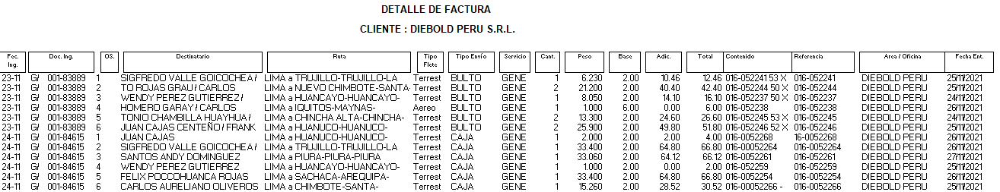 DETALLE DE FACTURA
CLIENTE : DIEBOLD PERU S.R.L.
Fec. Ing. Doc. Ing. OS. Destinatario Ruta Tipo Flete Tipo Envío Servicio Cant. Peso Base Adic. Total Contenido Referencia Area / Oficina Fecha Ent.
23-11 G/ 001-83889 1 SIGFREDO VALLE GOICOCHEA / LIMA a TRUJILLO-TRUJILLO-LA Terrest BULTO GENE 1 6.230 2.00 10.46 12.46 016-052241 53 X 016-052241 DIEBOLD PERU 25/11/2021
23-11 G/ 001-83889 2 TO ROJAS GRAU / CARLOS LIMA a NUEVO CHIMBOTE-SANTA- Terrest BULTO GENE 2 21.200 2.00 40.40 42.40 016-052244 50 X 016-052244 DIEBOLD PERU 25/11/2021
23-11 G/ 001-83889 3 WENDY PEREZ GUTIERREZ / LIMA a HUANCAYO-HUANCAYO- Terrest BULTO GENE 1 8.050 2.00 14.10 16.10 016-052237 50 X 016-052237 DIEBOLD PERU 24/11/2021
23-11 G/ 001-83889 4 HOMERO GARAY / CARLOS LIMA a IQUITOS-MAYNAS- Aereo BULTO GENE 1 1.000 6.00 0.00 6.00 016-052238 016-052238 DIEBOLD PERU 26/11/2021
23-11 G/ 001-83889 5 TONIO CHAMBILLA HUAYHUA / LIMA a CHINCHA ALTA-CHINCHA- Terrest BULTO GENE 2 13.300 2.00 24.60 26.60 016-052245 53 X 016-052245 DIEBOLD PERU 24/11/2021
23-11 G/ 001-83889 6 JUAN CAJAS CENTEÑO / FRANK LIMA a HUANUCO-HUANUCO- Terrest BULTO GENE 2 25.900 2.00 49.80 51.80 016-052246 52 X 016-052246 DIEBOLD PERU 25/11/2021
24-11 G/ 001-84615 1 JUAN CAJAS LIMA a HUANUCO-HUANUCO- Terrest CAJA GENE 1 2.000 2.00 2.00 4.00 016-0052268 16-0052268 DIEBOLD PERU 26/11/2021
24-11 G/ 001-84615 2 SIGFREDO VALLE GOICOCHEA / LIMA a TRUJILLO-TRUJILLO-LA Terrest CAJA GENE 1 33.400 2.00 64.80 66.80 016-00052264 016-0052264 DIEBOLD PERU 26/11/2021
24-11 G/ 001-84615 3 SANTOS ANDY DOMINGUEZ LIMA a PIURA-PIURA-PIURA Terrest CAJA GENE 1 33.060 2.00 64.12 66.12 016-0052261 016-0052261 DIEBOLD PERU 27/11/2021
24-11 G/ 001-84615 4 WENDY PEREZ GUTIERREZ LIMA a HUANCAYO-HUANCAYO- Terrest CAJA GENE 1 1.000 2.00 0.00 2.00 016-052259 016-052259 DIEBOLD PERU 25/11/2021
24-11 G/ 001-84615 5 FELIX POCCOHUANCA ROJAS LIMA a SACHACA-AREQUIPA- Terrest CAJA GENE 1 33.400 2.00 64.80 66.80 016-0052254 016-0052254 DIEBOLD PERU 26/11/2021
24-11 G/ 001-84615 6 CARLOS AURELIANO OLIVEROS LIMA a CHIMBOTE-SANTA- Terrest CAJA GENE 1 15.260 2.00 28.52 30.52 016-00052266 - 016-0052266 DIEBOLD PERU 25/11/2021